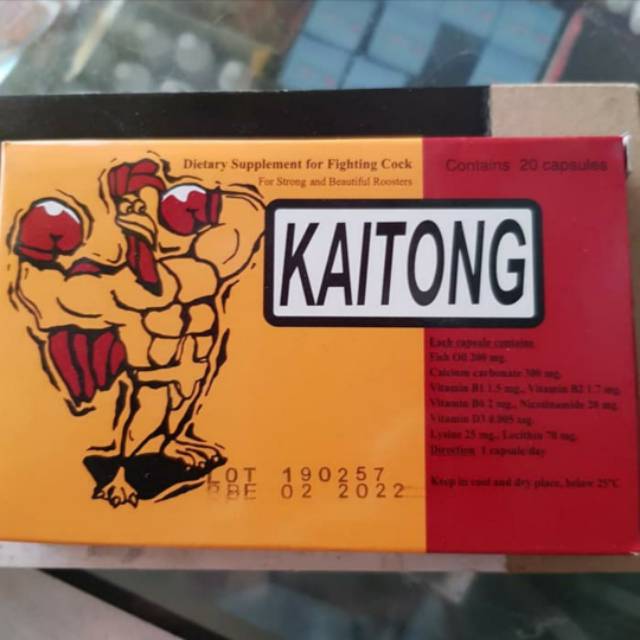 Dietary Supplement for Fighting Cock
For Strong and Beautiful Roosters
Contains 20 capsules
KAITONG
Each capsule contains
Fish Oil 200 mg.
Calcium carbonate 300 mg.
Vitamin B1 1.5 mg., Vitamin B2 1.7 mg.
Vitamin B6 2 mg., Nicotinamide 20 mg.
Vitamin D3 0.005 mg.
Lysine 25 mg., Lecithin 70 mg.
Direction 1 capsule/day
Keep in cool and dry place, below 25°C
LOT 190257
BBE 02 2022